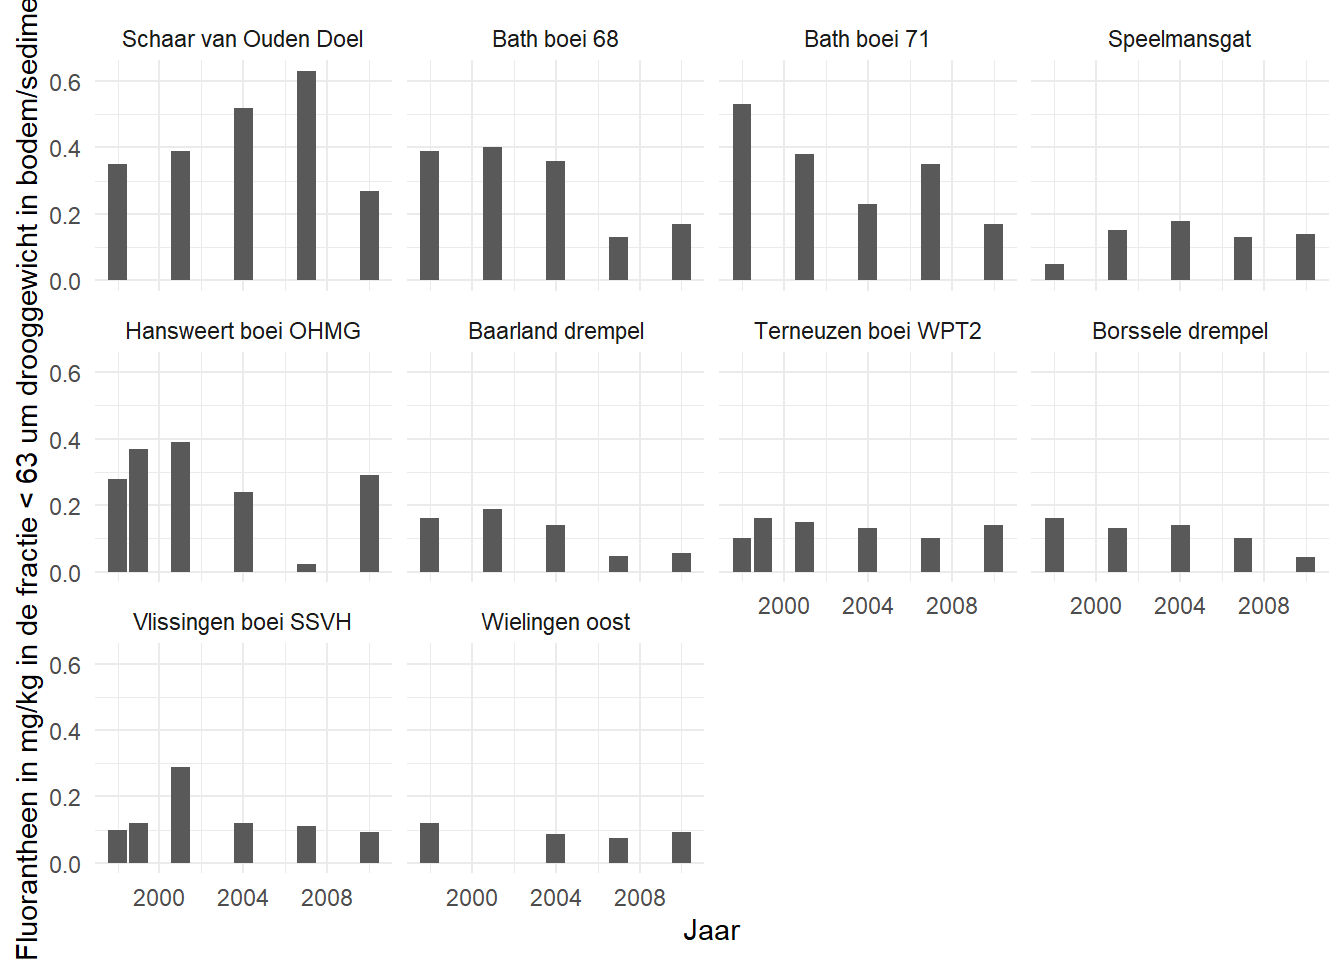 Fluorantheen in mg/kg in de fractie < 63 um drooggewicht in bodem/sedime
Schaar van Ouden Doel Bath boei 68 Bath boei 71 Speelmansgat
0.6
0.4
0.2
0.0
Hansweert boei OHMG Baarland drempel Terneuzen boei WPT2 Borssele drempel
0.6
0.4
0.2
0.0
2000 2004 2008 2000 2004 2008
Vlissingen boei SSVH Wielingen oost
0.6
0.4
0.2
0.0
2000 2004 2008 2000 2004 2008
Jaar